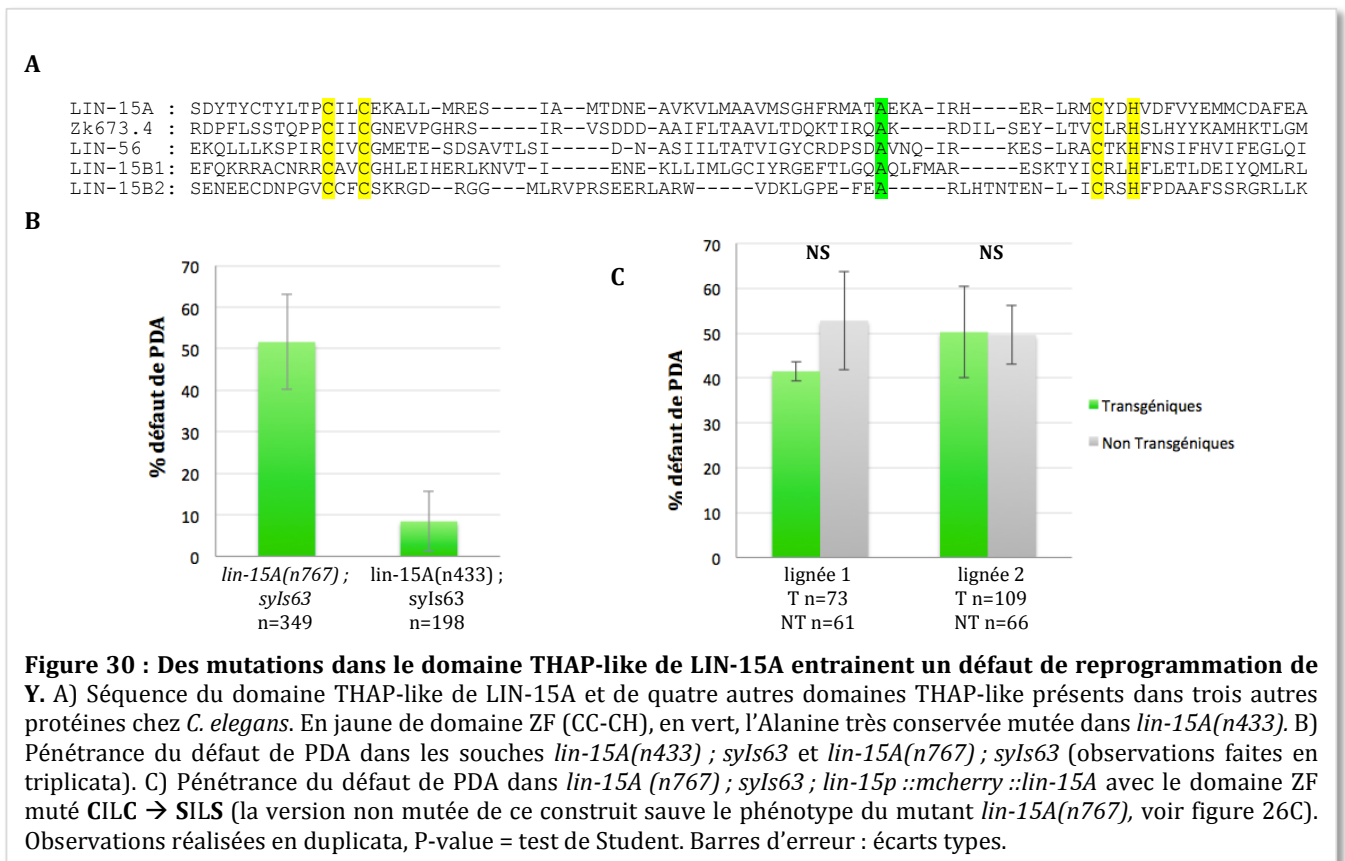 A
LIN-15A : SDYTYCTYLTPCILCEKALL-MRES----IA--MTDNE-AVKVLMAAVMSGHFRMATAEKA-IRH----ER-LRMCYDHVDFVYEMMCDAFEA
Zk673.4 : RDPFLSSTQPPCIICGNEVPGHRS----IR--VSDDD-AAIFLTAAVLTDQKTIRQAK----RDIL-SEY-LTVCLRHSLHYYKAMHKTLGM
LIN-56 : EKQLLLKSPIRCIVCGMETE-SDSAVTLSI----D-N-ASIILTATVIGYCRDPSDAVNQ-IR----KES-LRACTKHFNSIFHVIFEGLQI
LIN-15B1 : EFQKRRACNRRCAVCGHLEIHERLKNVT-I----ENE-KLLIMLGCIYRGEFTLGQAQLFMAR------ESKTYICRLHFLETLDEIYQMLRL
LIN-15B2 : SENEECDNPGVCCFCSKRGD--RGG---MLRVPRSEERLARW-----VDKLGPE-FEA-----RLHTNTEN-L-ICRSHFPDAAFSSRGRLLK
B
70
60
50
40
30
20
10
0
% défaut de PDA
lin-15A(n767) ; lin-15A(n433) ;
syIs63 syIs63
n=349 n=198
C
70
60
50
40
30
20
10
0
% défaut de PDA
NS NS
Transgéniques
Non Transgéniques
lignée 1 lignée 2
T n=73 T n=109
NT n=61 NT n=66
Figure 30 : Des mutations dans le domaine THAP-like de LIN-15A entrainent un défaut de reprogrammation de
Y. A) Séquence du domaine THAP-like de LIN-15A et de quatre autres domaines THAP-like présents dans trois autres
protéines chez C. elegans. En jaune de domaine ZF (CC-CH), en vert, l’Alanine très conservée mutée dans lin-15A(n433). B)
Pénétrance du défaut de PDA dans les souches lin-15A(n433) ; syIs63 et lin-15A(n767) ; syIs63 (observations faites en
triplicata). C) Pénétrance du défaut de PDA dans lin-15A (n767) ; syIs63 ; lin-15p ::mcherry ::lin-15A avec le domaine ZF
muté CILC → SILS (la version non mutée de ce construit sauve le phénotype du mutant lin-15A(n767), voir figure 26C).
Observations réalisées en duplicata, P-value = test de Student. Barres d’erreur : écarts types.